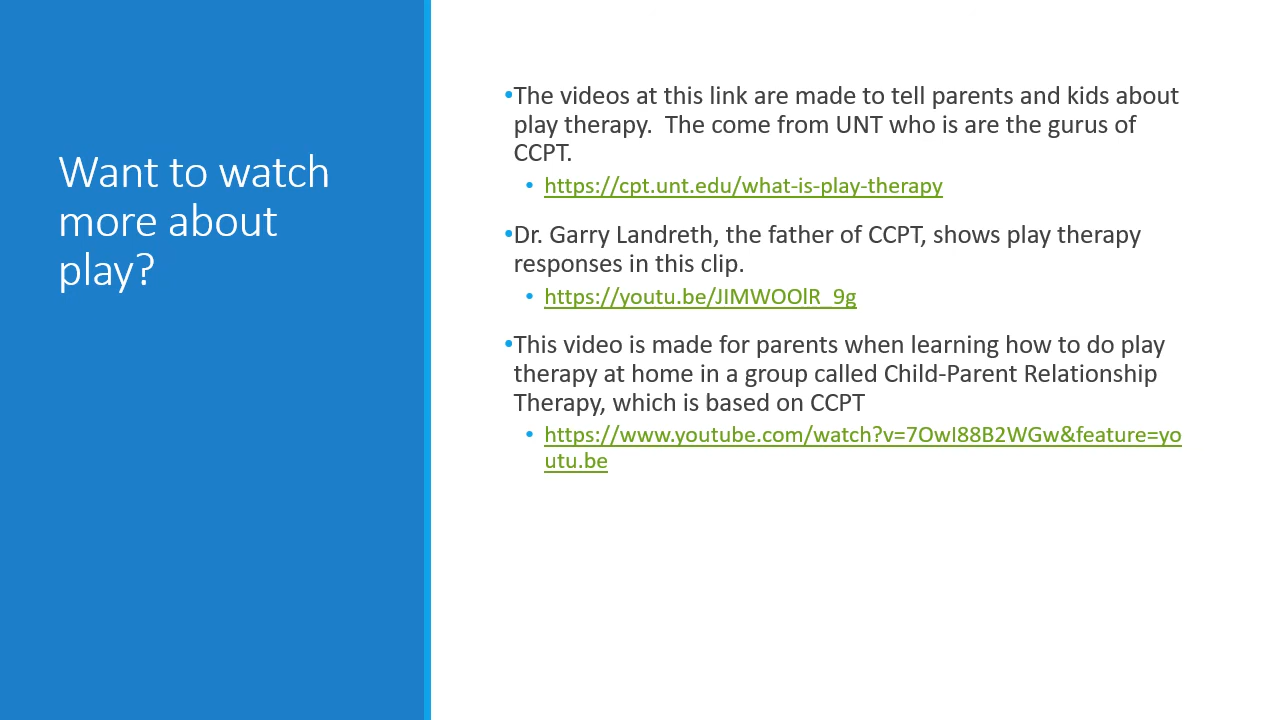 Want to watch
more about
play?
•The videos at this link are made to tell parents and kids about
play therapy.  The come from UNT who is are the gurus of
CCPT.
• https://cpt.unt.edu/what-is-play-therapy
•Dr. Garry Landreth, the father of CCPT, shows play therapy
responses in this clip.
• https://youtu.be/JIMWOOlR_9g
•This video is made for parents when learning how to do play
therapy at home in a group called Child-Parent Relationship
Therapy, which is based on CCPT
• https://www.youtube.com/watch?v=7OwI88B2WGw&feature=yo
utu.be